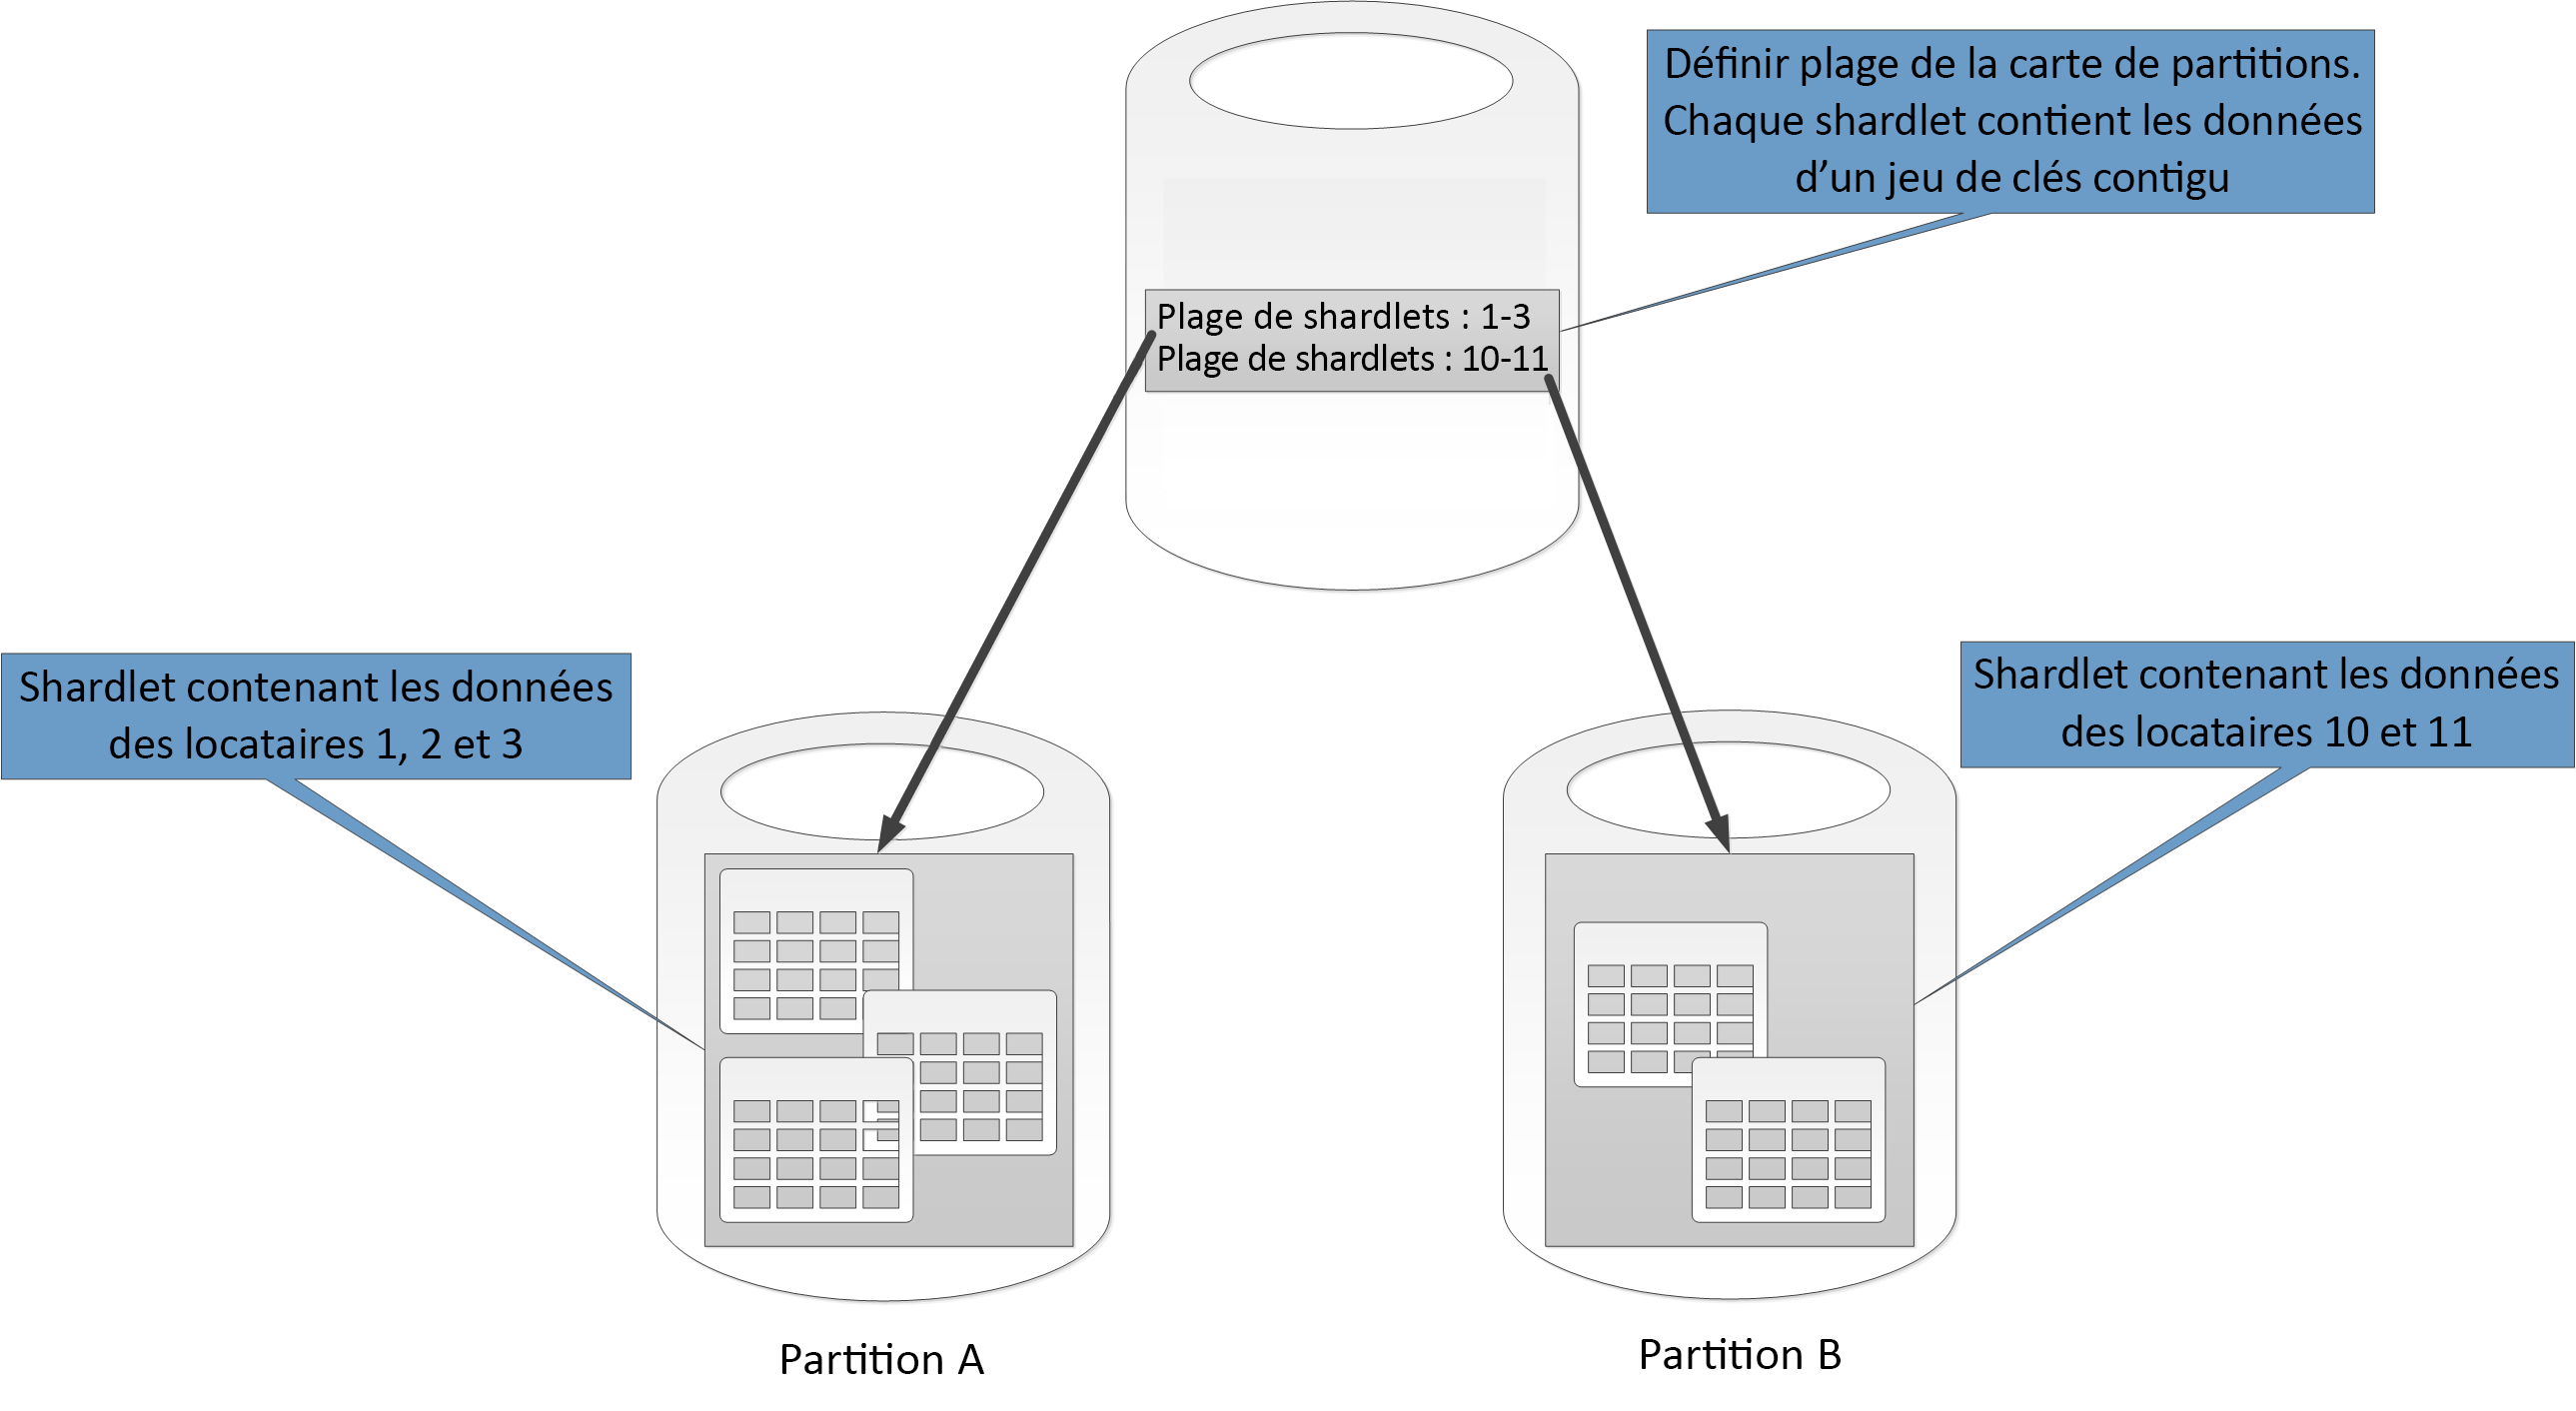 Définir plage de la carte de partitions.
Chaque shardlet contient les données
d’un jeu de clés contigu
Plage de shardlets : 1-3
Plage de shardlets : 10-11
Shardlet contenant les données
des locataires 1, 2 et 3
Shardlet contenant les données
des locataires 10 et 11
Partition A
Partition B